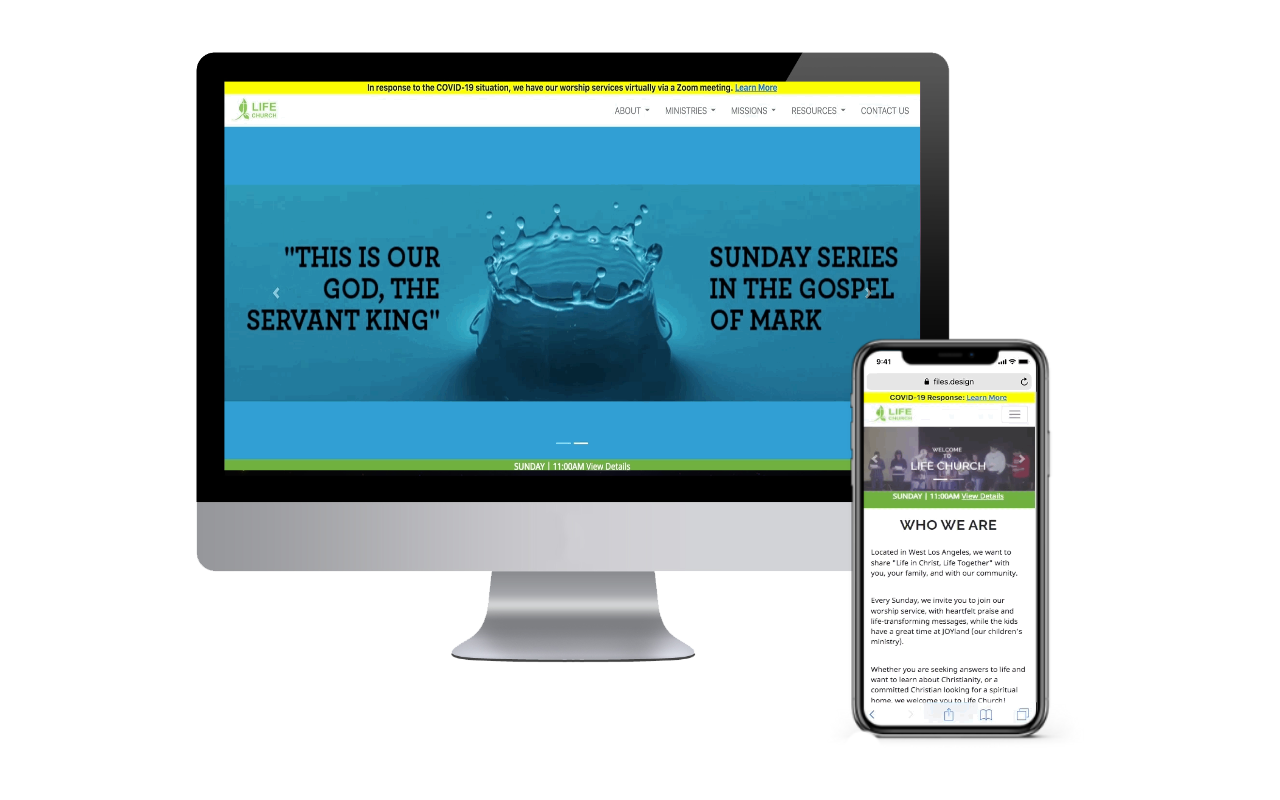 In response to the COVID-19 situation, we have our worship services virtually via a Zoom meeting. Learn More
LIFE
CHURCH
ABOUT MINISTRIES MISSIONS RESOURCES CONTACT US
"THIS IS OUR
GOD, THE
SERVANT KING"
SUNDAY SERIES
IN THE GOSPEL
OF MARK
SUNDAY | 11:00AM View Details
9:41
files.design
COVID-19 Response: Learn More
LIFE
CHURCH
WELCOME
TO
LIFE CHURCH
SUNDAY | 11:00AM View Details
WHO WE ARE
Located in West Los Angeles, we want to
share "Life in Christ, Life Together" with
you, your family, and with our community.
Every Sunday, we invite you to join our
worship service, with heartfelt praise and
life-transforming messages, while the kids
have a great time at JOYland (our children's
ministry).
Whether you are seeking answers to life and
want to learn about Christianity, or a
committed Christian looking for a spiritual
home, we welcome you to Life Church!